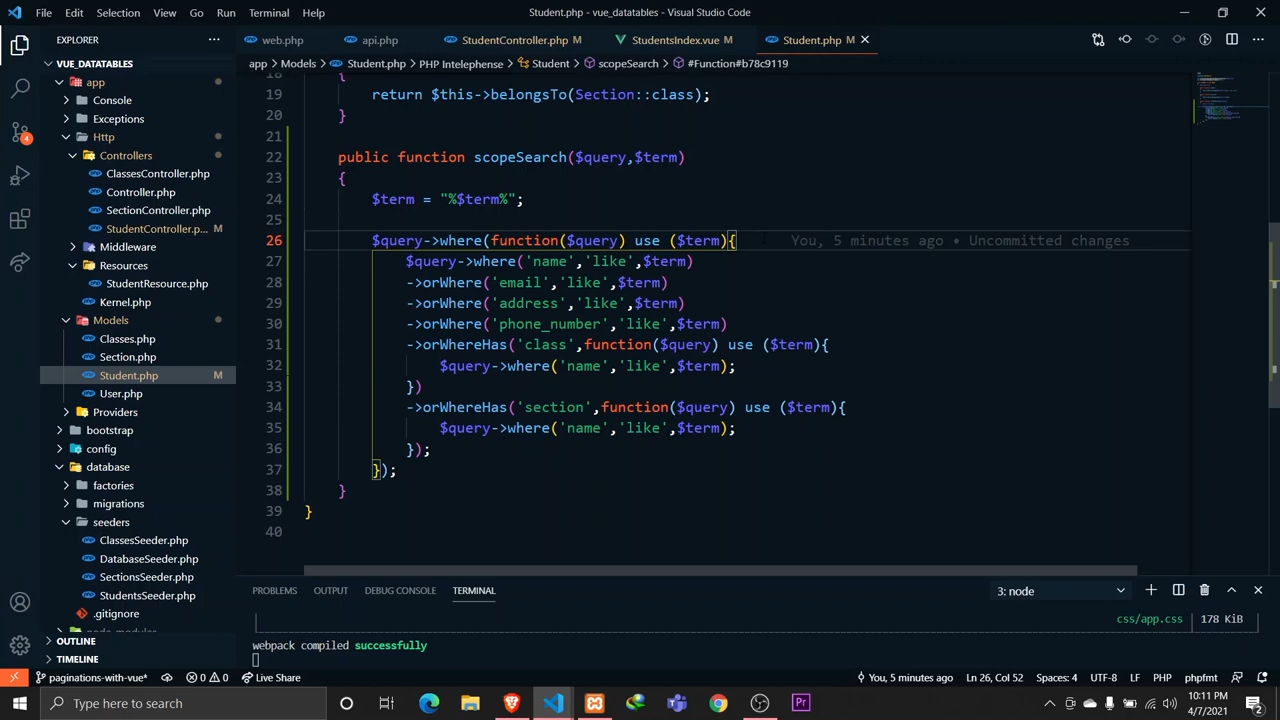 File Edit Selection View Go Run Terminal Help
Student.php - vue_datatables - Visual Studio Code
EXPLORER
VUE_DATATABLES
app
Console
Exceptions
Http
Controllers
ClassesController.php
Controller.php
SectionController.php
StudentController.p... M
Middleware
Resources
StudentResource.php
Kernel.php
Models
Classes.php
Section.php
Student.php M
User.php
Providers
bootstrap
config
database
factories
migrations
seeders
ClassesSeeder.php
DatabaseSeeder.php
SectionsSeeder.php
StudentsSeeder.php
.gitignore
OUTLINE
TIMELINE
web.php api.php StudentController.php M StudentsIndex.vue M Student.php M
app > Models > Student.php > PHP Intelephense > Student > scopeSearch > #Function#b78c9119
18 {
19 return $this->belongsTo(Section::class);
20 }
21
22 public function scopeSearch($query,$term)
23 {
24 $term = "%$term%";
25
26 $query->where(function($query) use ($term){ You, 5 minutes ago • Uncommitted changes
27 $query->where('name','like',$term)
28 ->orWhere('email','like',$term)
29 ->orWhere('address','like',$term)
30 ->orWhere('phone_number','like',$term)
31 ->orWhereHas('class',function($query) use ($term){
32 $query->where('name','like',$term);
33 })
34 ->orWhereHas('section',function($query) use ($term){
35 $query->where('name','like',$term);
36 });
37 });
38 }
39 }
40
PROBLEMS OUTPUT DEBUG CONSOLE TERMINAL 3: node
css/app.css 178 KiB
webpack compiled successfully
4
pagination-with-vue* 0 0 Live Share You, 5 minutes ago Ln 26, Col 52 Spaces: 4 UTF-8 LF PHP phpfmt
Type here to search
Pr
10:11 PM
4/7/2021
2